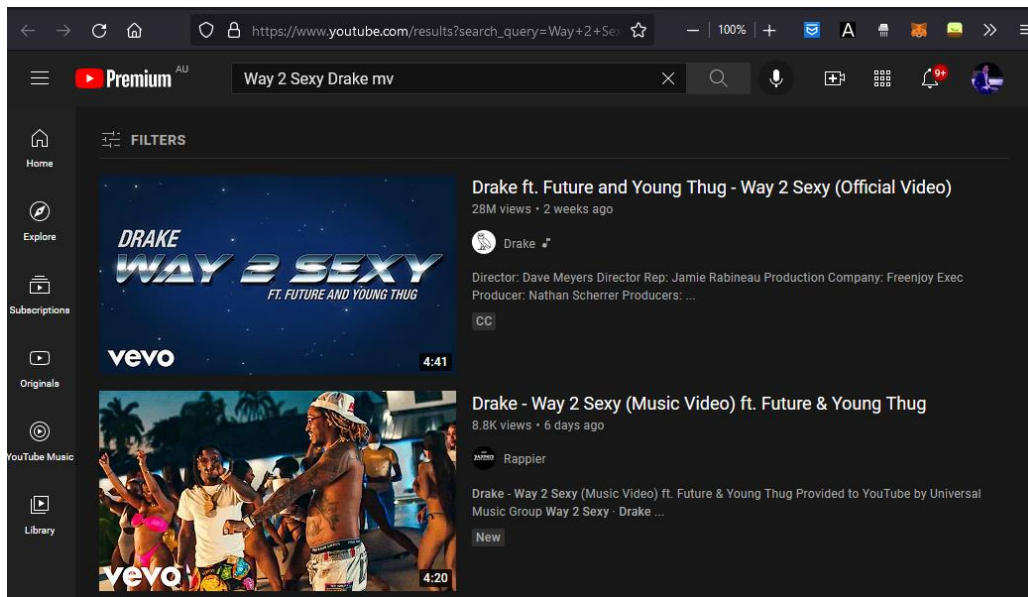 https://www.youtube.com/results?search_query=Way+2+Sex
100%
A
Premium AU
Way 2 Sexy Drake mv
9+
FILTERS
Home
Explore
Subscriptions
Originals
YouTube Music
Library
DRAKE
WAY 2 SEXY
FT. FUTURE AND YOUNG THUG
vevo
4:41
Drake ft. Future and Young Thug - Way 2 Sexy (Official Video)
28M views • 2 weeks ago
Drake
Director: Dave Meyers Director Rep: Jamie Rabineau Production Company: Freenjoy Exec
Producer: Nathan Scherrer Producers: ...
CC
vevo
4:20
Drake - Way 2 Sexy (Music Video) ft. Future & Young Thug
8.8K views • 6 days ago
Rappier
Drake - Way 2 Sexy (Music Video) ft. Future & Young Thug Provided to YouTube by Universal
Music Group Way 2 Sexy · Drake ...
New